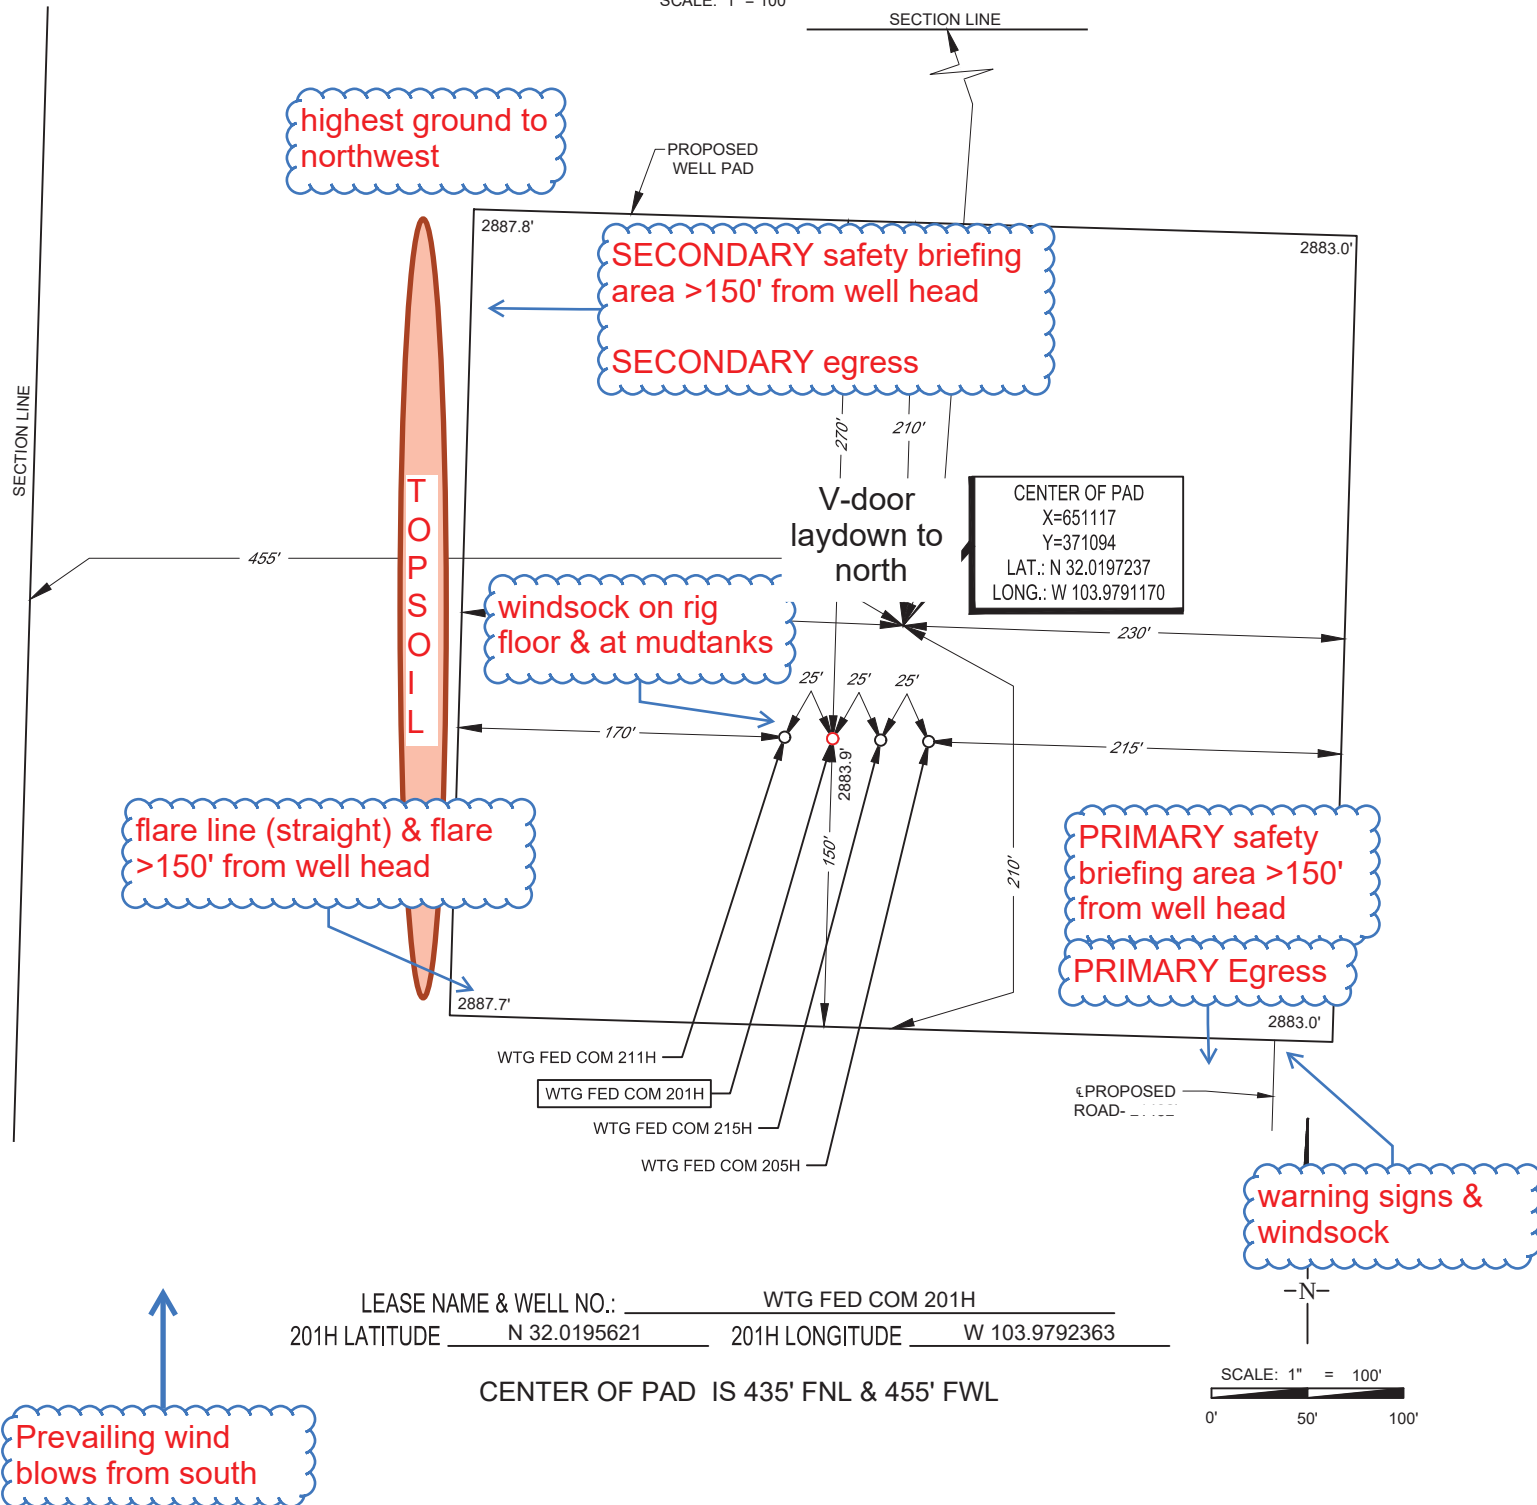 SCALE: 1" = 100'
SECTION LINE
highest ground to
northwest
PROPOSED
WELL PAD
2887.8'
2883.0'
SECONDARY safety briefing
area >150' from well head
SECONDARY egress
SECTION LINE
270'
210'
V-door
laydown to
north
CENTER OF PAD
X=651117
Y=371094
LAT.: N 32.0197237
LONG.: W 103.9791170
TOPSOIL
455'
windsock on rig
floor & at mudtanks
230'
25'
25'
25'
170'
215'
2883.9'
150'
210'
flare line (straight) & flare
>150' from well head
PRIMARY safety
briefing area >150'
from well head
PRIMARY Egress
2887.7'
2883.0'
WTG FED COM 211H
WTG FED COM 201H
WTG FED COM 215H
WTG FED COM 205H
℄ PROPOSED
ROAD-
warning signs &
windsock
N
LEASE NAME & WELL NO.: WTG FED COM 201H
201H LATITUDE N 32.0195621 201H LONGITUDE W 103.9792363
CENTER OF PAD IS 435' FNL & 455' FWL
SCALE: 1" = 100'
0' 50' 100'
Prevailing wind
blows from south